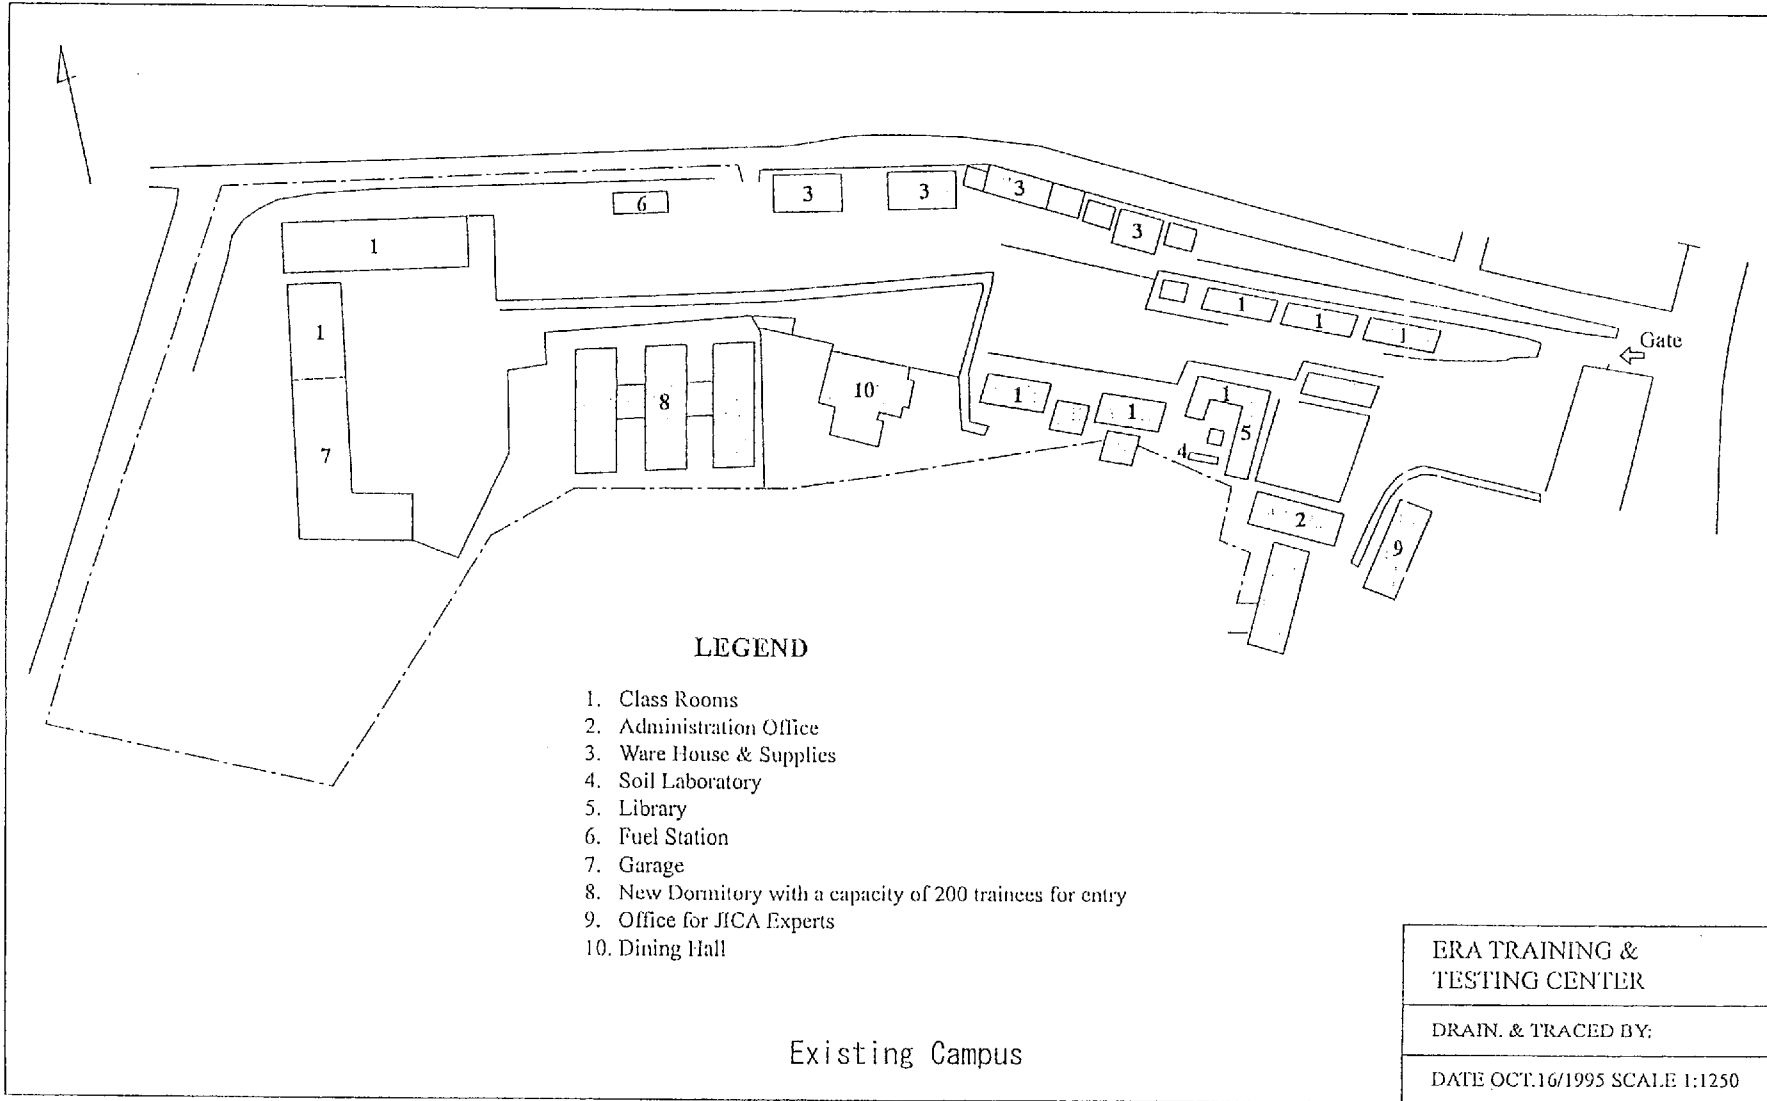 3
3
3
6
3
1
1
1
1
1
Gate
10
8
1
1
1
5
7
4
2
9
LEGEND
1. Class Rooms
2. Administration Office
3. Ware House & Supplies
4. Soil Laboratory
5. Library
6. Fuel Station
7. Garage
8. New Dormitory with a capacity of 200 trainees for entry
9. Office for JICA Experts
10. Dining Hall
Existing Campus
ERA TRAINING &
TESTING CENTER
DRAIN. & TRACED BY:
DATE OCT.16/1995 SCALE 1:1250